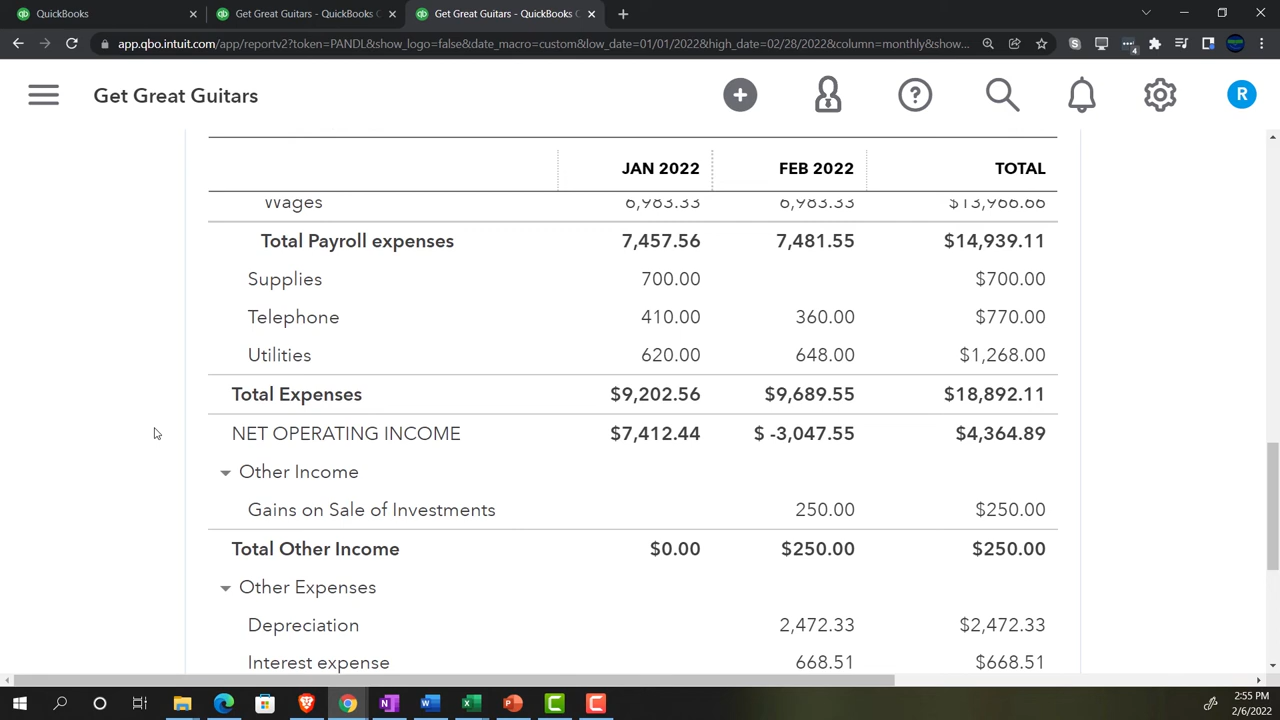 QuickBooks
Get Great Guitars - QuickBooks C
Get Great Guitars - QuickBooks O
app.qbo.intuit.com/app/reportv2?token=PANDL&show_logo=false&date_macro=custom&low_date=01/01/2022&high_date=02/28/2022&column=monthly&show...
4
Get Great Guitars
R
JAN 2022 FEB 2022 TOTAL
Wages 6,983.33 6,983.33 $13,966.66
Total Payroll expenses 7,457.56 7,481.55 $14,939.11
Supplies 700.00 $700.00
Telephone 410.00 360.00 $770.00
Utilities 620.00 648.00 $1,268.00
Total Expenses $9,202.56 $9,689.55 $18,892.11
NET OPERATING INCOME $7,412.44 $ -3,047.55 $4,364.89
Other Income
Gains on Sale of Investments 250.00 $250.00
Total Other Income $0.00 $250.00 $250.00
Other Expenses
Depreciation 2,472.33 $2,472.33
Interest expense 668.51 $668.51
2:55 PM
2/6/2022